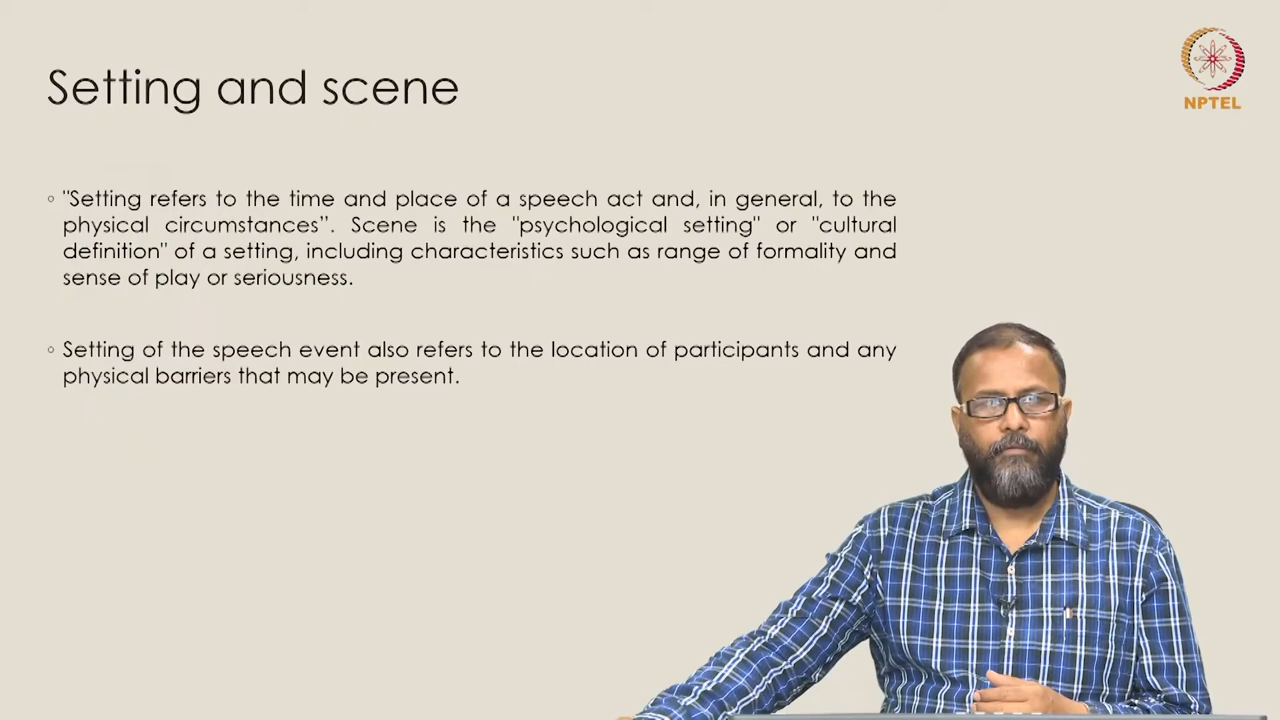 Setting and scene
NPTEL
◦ "Setting refers to the time and place of a speech act and, in general, to the
physical circumstances”. Scene is the "psychological setting" or "cultural
definition" of a setting, including characteristics such as range of formality and
sense of play or seriousness.
◦ Setting of the speech event also refers to the location of participants and any
physical barriers that may be present.